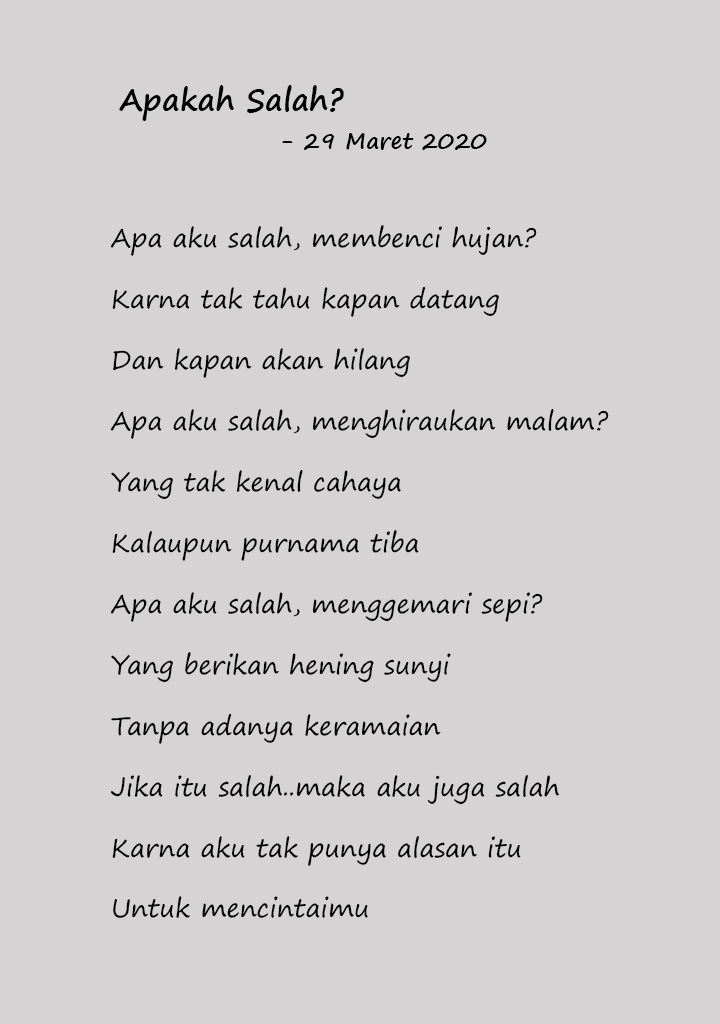 Apakah Salah?
- 29 Maret 2020
Apa aku salah, membenci hujan?
Karna tak tahu kapan datang
Dan kapan akan hilang
Apa aku salah, menghiraukan malam?
Yang tak kenal cahaya
Kalaupun purnama tiba
Apa aku salah, menggemari sepi?
Yang berikan hening sunyi
Tanpa adanya keramaian
Jika itu salah..maka aku juga salah
Karna aku tak punya alasan itu
Untuk mencintaimu